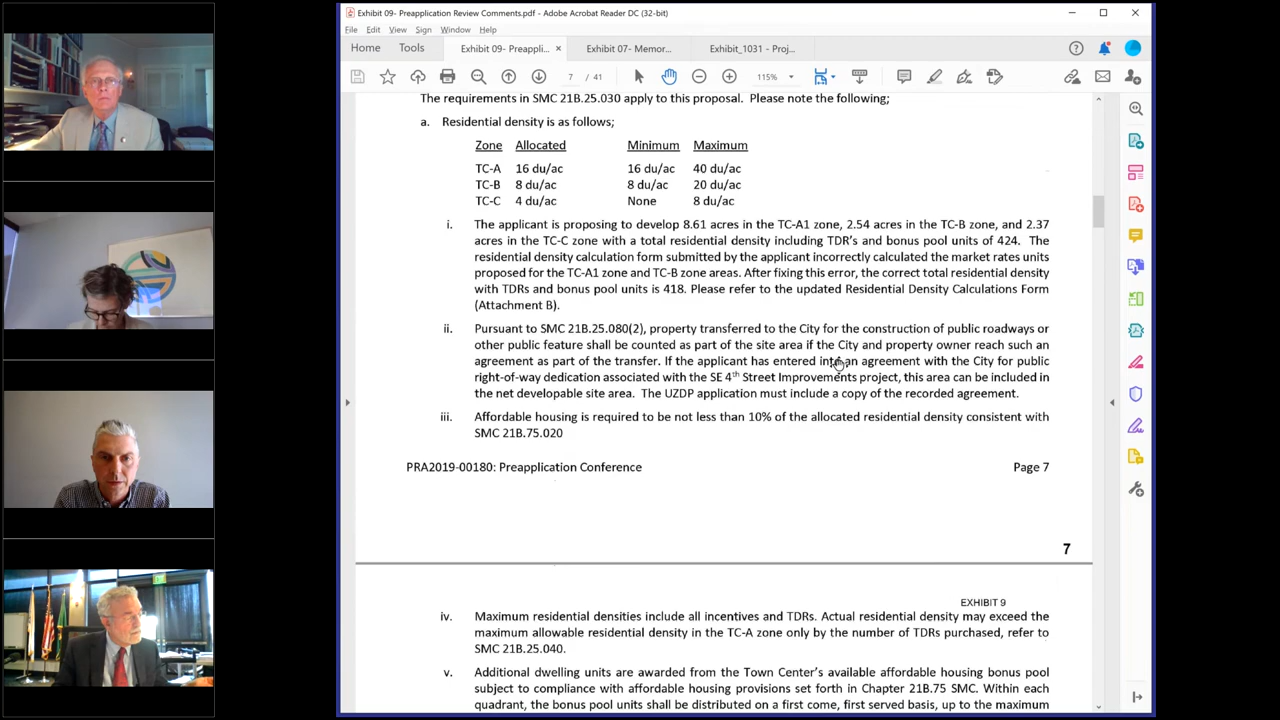 Exhibit 09- Preapplication Review Comments.pdf - Adobe Acrobat Reader DC (32-bit)
File Edit View Sign Window Help
Home Tools Exhibit 09- Preappli... × Exhibit 07- Memor... Exhibit_1031 - Proj...
7 / 41 115%
The requirements in SMC 21B.25.030 apply to this proposal. Please note the following;
a. Residential density is as follows;
Zone Allocated Minimum Maximum
TC-A 16 du/ac 16 du/ac 40 du/ac
TC-B 8 du/ac 8 du/ac 20 du/ac
TC-C 4 du/ac None 8 du/ac
i. The applicant is proposing to develop 8.61 acres in the TC-A1 zone, 2.54 acres in the TC-B zone, and 2.37
acres in the TC-C zone with a total residential density including TDR's and bonus pool units of 424. The
residential density calculation form submitted by the applicant incorrectly calculated the market rates units
proposed for the TC-A1 zone and TC-B zone areas. After fixing this error, the correct total residential density
with TDRs and bonus pool units is 418. Please refer to the updated Residential Density Calculations Form
(Attachment B).
ii. Pursuant to SMC 21B.25.080(2), property transferred to the City for the construction of public roadways or
other public feature shall be counted as part of the site area if the City and property owner reach such an
agreement as part of the transfer. If the applicant has entered into an agreement with the City for public
right-of-way dedication associated with the SE 4th Street Improvements project, this area can be included in
the net developable site area. The UZDP application must include a copy of the recorded agreement.
iii. Affordable housing is required to be not less than 10% of the allocated residential density consistent with
SMC 21B.75.020
PRA2019-00180: Preapplication Conference Page 7
7
EXHIBIT 9
iv. Maximum residential densities include all incentives and TDRs. Actual residential density may exceed the
maximum allowable residential density in the TC-A zone only by the number of TDRs purchased, refer to
SMC 21B.25.040.
v. Additional dwelling units are awarded from the Town Center's available affordable housing bonus pool
subject to compliance with affordable housing provisions set forth in Chapter 21B.75 SMC. Within each
quadrant, the bonus pool units shall be distributed on a first come, first served basis, up to the maximum